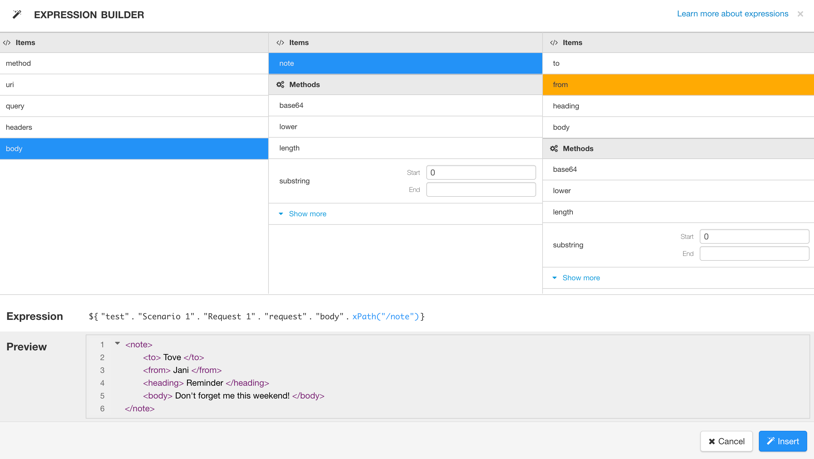 EXPRESSION BUILDER
Learn more about expressions ×
</> Items
method
uri
query
headers
body
</> Items
note
Methods
base64
lower
length
substring
Start 0
End
Show more
</> Items
to
from
heading
body
Methods
base64
lower
length
substring
Start 0
End
Show more
Expression
${ "test" . "Scenario 1" . "Request 1" . "request" . "body" . xPath("/note") }
Preview
1 <note>
2 <to> Tove </to>
3 <from> Jani </from>
4 <heading> Reminder </heading>
5 <body> Don't forget me this weekend! </body>
6 </note>
Cancel
Insert